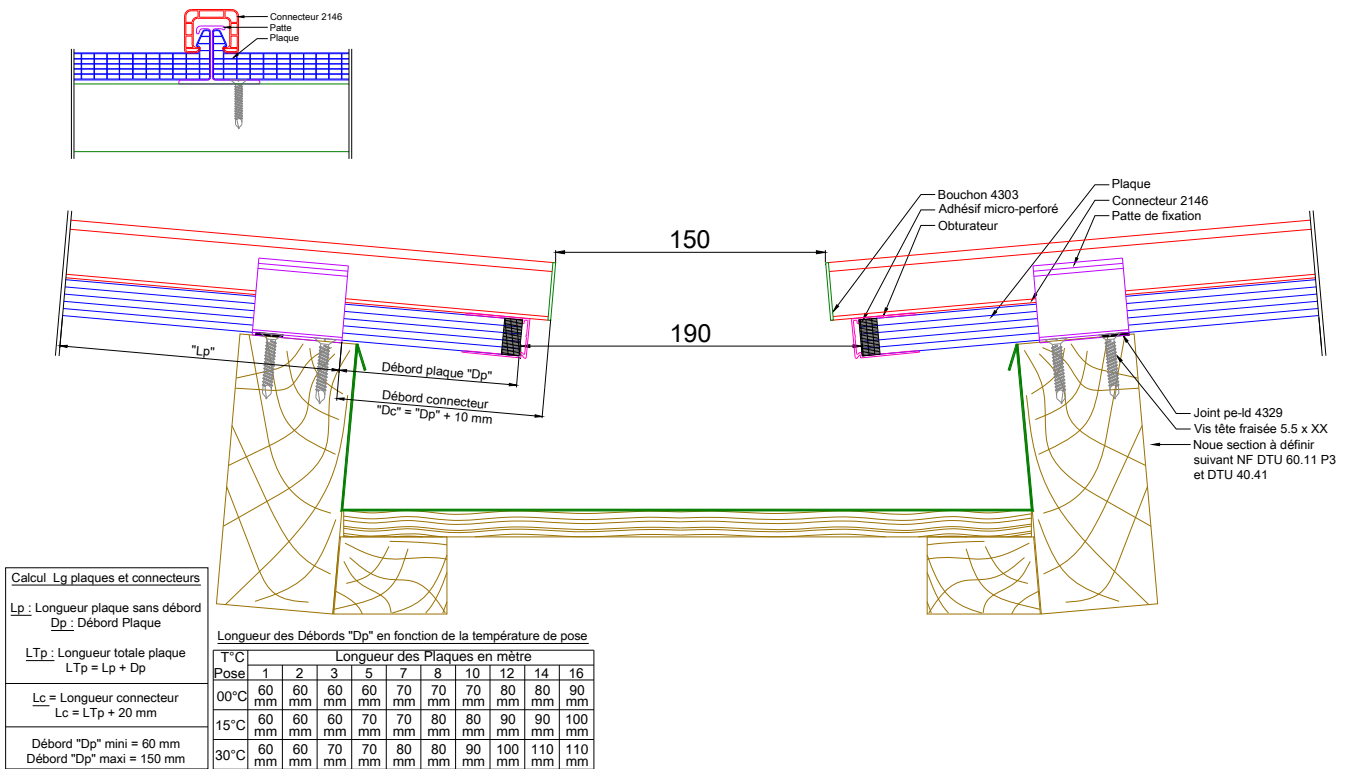 Connecteur 2146
Patte
Plaque
Bouchon 4303
Adhésif micro-perforé
Obturateur
Plaque
Connecteur 2146
Patte de fixation
150
190
"Lp"
Débord plaque "Dp"
Débord connecteur
"Dc" = "Dp" + 10 mm
Joint pe-ld 4329
Vis tête fraisée 5.5 x XX
Noue section à définir
suivant NF DTU 60.11 P3
et DTU 40.41
Calcul Lg plaques et connecteurs
Lp : Longueur plaque sans débord
Dp : Débord Plaque
LTp : Longueur totale plaque
LTp = Lp + Dp
Lc = Longueur connecteur
Lc = LTp + 20 mm
Débord "Dp" mini = 60 mm
Débord "Dp" maxi = 150 mm
Longueur des Débords "Dp" en fonction de la température de pose
T°C Longueur des Plaques en mètre
Pose 1 2 3 5 7 8 10 12 14 16
00°C 60 60 60 60 70 70 70 80 80 90
mm mm mm mm mm mm mm mm mm mm
15°C 60 60 60 70 70 80 80 90 90 100
mm mm mm mm mm mm mm mm mm mm
30°C 60 60 70 70 80 80 90 100 110 110
mm mm mm mm mm mm mm mm mm mm